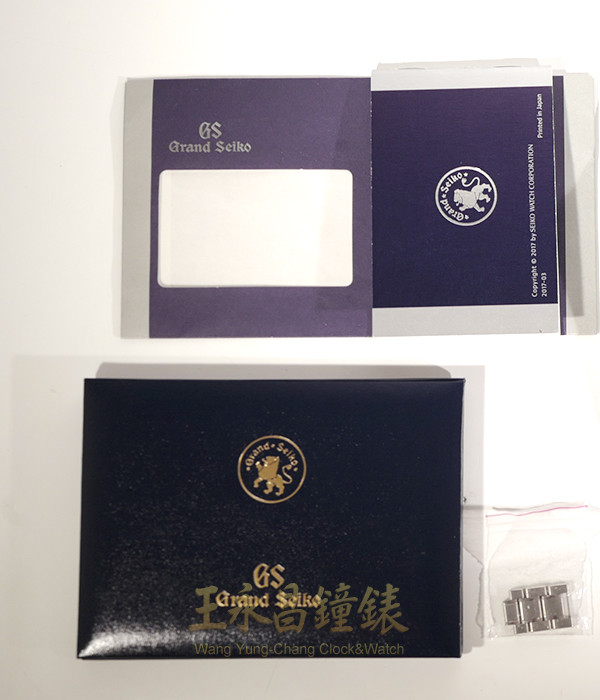 GS
Grand Seiko
Grand Seiko
Copyright © 2017 by SEIKO WATCH CORPORATION
2017-03
Printed in Japan
Grand Seiko
GS
Grand Seiko
王永昌鐘錶
Wang Yung-Chang Clock&Watch